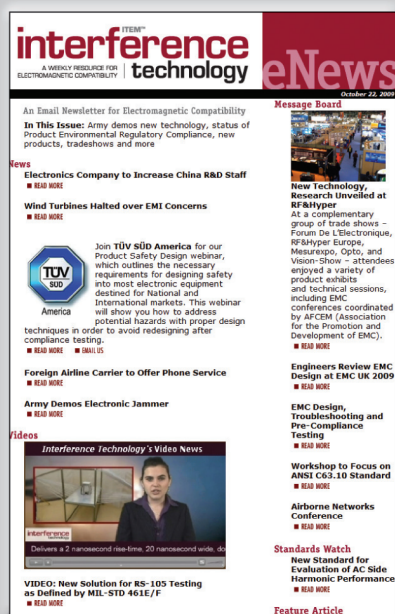 ITEM™
interference
technology
A WEEKLY RESOURCE FOR
ELECTROMAGNETIC COMPATIBILITY
eNews
October 22, 2009
An Email Newsletter for Electromagnetic Compatibility
In This Issue: Army demos new technology, status of
Product Environmental Regulatory Compliance, new
products, tradeshows and more
News
Electronics Company to Increase China R&D Staff
■ READ MORE
Wind Turbines Halted over EMI Concerns
■ READ MORE
TÜV
SÜD
America
Join TÜV SÜD America for our
Product Safety Design webinar,
which outlines the necessary
requirements for designing safety
into most electronic equipment
destined for National and
International markets. This webinar
will show you how to address
potential hazards with proper design
techniques in order to avoid redesigning after
compliance testing.
■ READ MORE ■ EMAIL US
Foreign Airline Carrier to Offer Phone Service
■ READ MORE
Army Demos Electronic Jammer
■ READ MORE
Videos
Interference Technology's Video News
interference
technology
Delivers a 2 nanosecond rise-time, 20 nanosecond wide, do
VIDEO: New Solution for RS-105 Testing
as Defined by MIL-STD 461E/F
■ READ MORE
Message Board
New Technology,
Research Unveiled at
RF&Hyper
At a complementary
group of trade shows –
Forum De L'Electronique,
RF&Hyper Europe,
Mesurexpo, Opto, and
Vision-Show – attendees
enjoyed a variety of
product exhibits
and technical sessions,
including EMC
conferences coordinated
by AFCEM (Association
for the Promotion and
Development of EMC).
■ READ MORE
Engineers Review EMC
Design at EMC UK 2009
■ READ MORE
EMC Design,
Troubleshooting and
Pre-Compliance
Testing
■ READ MORE
Workshop to Focus on
ANSI C63.10 Standard
■ READ MORE
Airborne Networks
Conference
■ READ MORE
Standards Watch
New Standard for
Evaluation of AC Side
Harmonic Performance
■ READ MORE
Feature Article